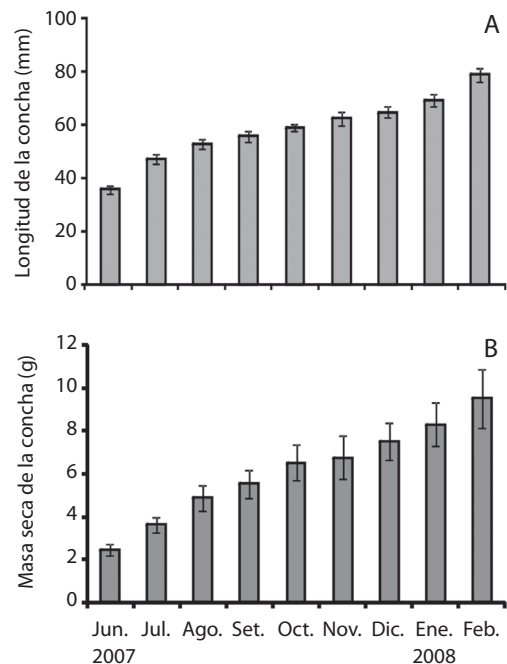 A
Longitud de la concha (mm)
100
80
60
40
20
0
B
Masa seca de la concha (g)
12
10
8
6
4
2
0
Jun. Jul. Ago. Set. Oct. Nov. Dic. Ene. Feb.
2007 2008